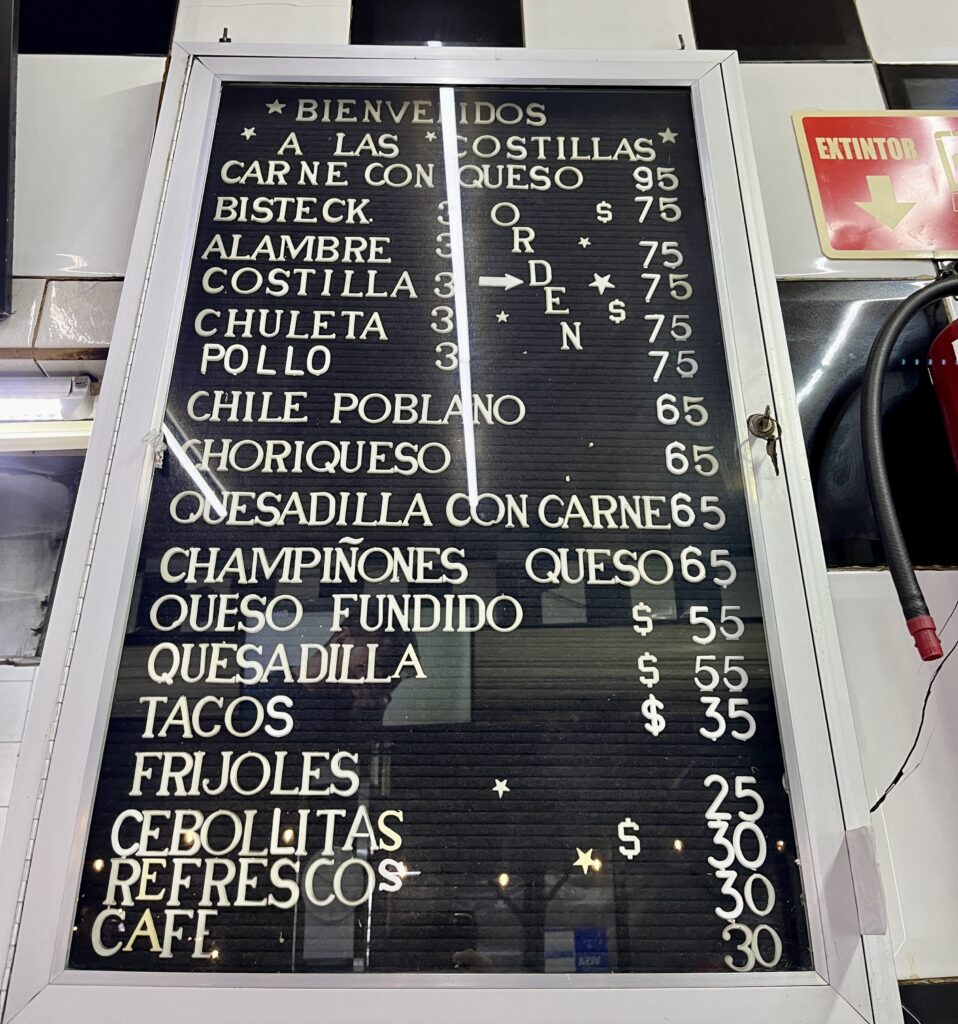 BIENVENIDOS
A LAS COSTILLAS
CARNE CON QUESO 95
BISTECK. 3 $ 75
ALAMBRE 3 75
COSTILLA 3 75
CHULETA 3 $ 75
POLLO 3 75
ORDEN
CHILE POBLANO 65
CHORIQUESO 65
QUESADILLA CON CARNE 65
CHAMPIÑONES QUESO 65
QUESO FUNDIDO $ 55
QUESADILLA $ 55
TACOS $ 35
FRIJOLES 25
CEBOLLITAS $ 30
REFRESCOS 30
CAFE 30
EXTINTOR